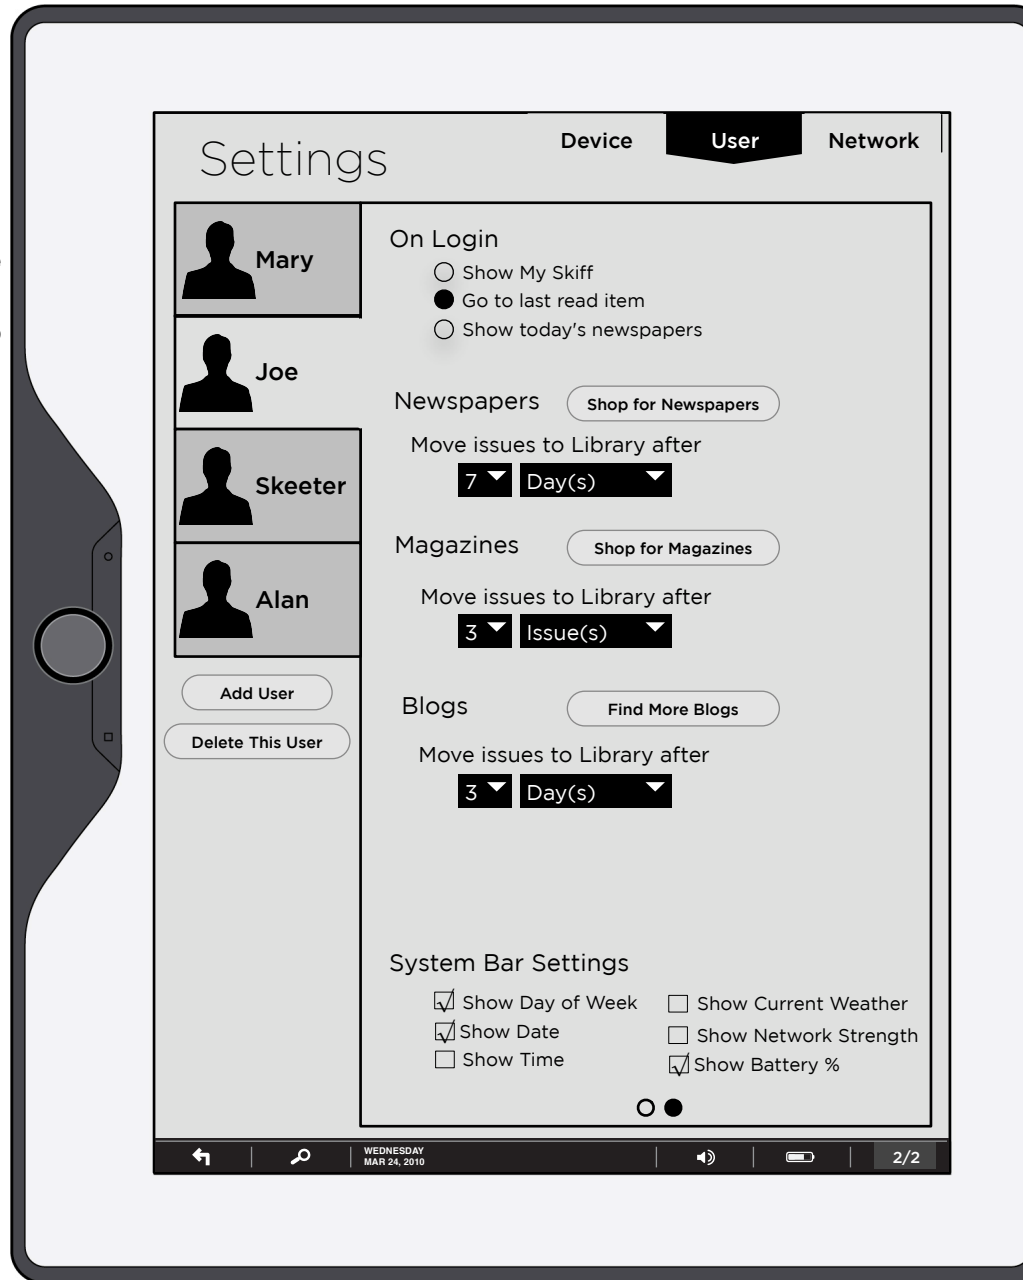 Settings
Device
User
Network
Mary
Joe
Skeeter
Alan
Add User
Delete This User
On Login
Show My Skiff
Go to last read item
Show today's newspapers
Newspapers
Shop for Newspapers
Move issues to Library after
7 Day(s)
Magazines
Shop for Magazines
Move issues to Library after
3 Issue(s)
Blogs
Find More Blogs
Move issues to Library after
3 Day(s)
System Bar Settings
Show Day of Week
Show Date
Show Time
Show Current Weather
Show Network Strength
Show Battery %
WEDNESDAY
MAR 24, 2010
2/2